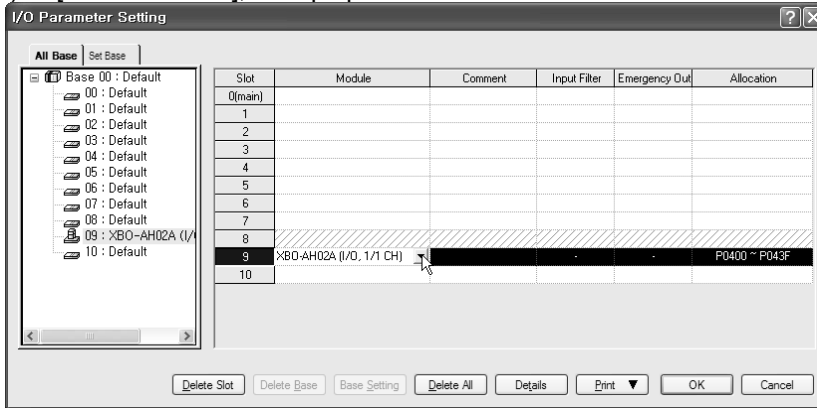 I/O Parameter Setting
All Base Set Base
Base 00 : Default
00 : Default
01 : Default
02 : Default
03 : Default
04 : Default
05 : Default
06 : Default
07 : Default
08 : Default
09 : XBO-AH02A (I/
10 : Default
Slot Module Comment Input Filter Emergency Out Allocation
0(main)
1
2
3
4
5
6
7
8
9 XBO-AH02A (I/O, 1/1 CH) - - P0400 ~ P043F
10
Delete Slot Delete Base Base Setting Delete All Details Print ▼ OK Cancel